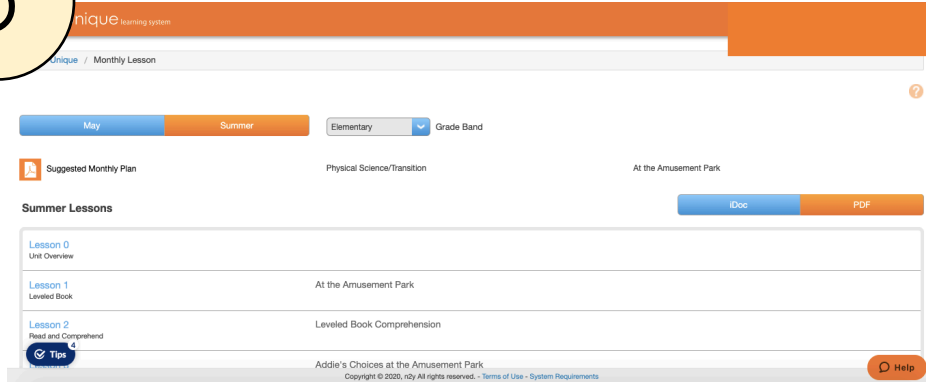 nique learning system
Unique / Monthly Lesson
?
May Summer Elementary Grade Band
Suggested Monthly Plan Physical Science/Transition At the Amusement Park
Summer Lessons iDoc PDF
Lesson 0
Unit Overview
Lesson 1 At the Amusement Park
Leveled Book
Lesson 2 Leveled Book Comprehension
Read and Comprehend
4
Tips
Addie's Choices at the Amusement Park
Help
Copyright © 2020, n2y All rights reserved. - Terms of Use - System Requirements